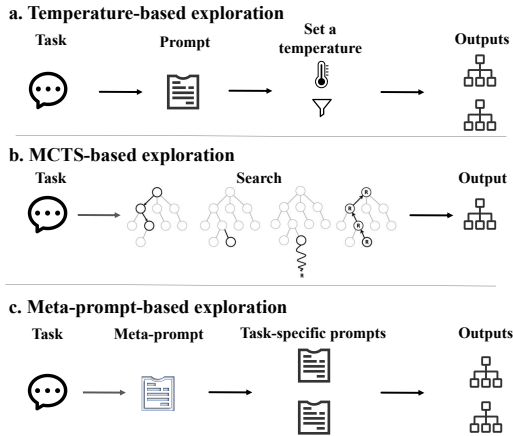 a. Temperature-based exploration
Task
Prompt
Set a
temperature
Outputs
b. MCTS-based exploration
Task
Search
Output
R
R
R
R
R
c. Meta-prompt-based exploration
Task
Meta-prompt
Task-specific prompts
Outputs